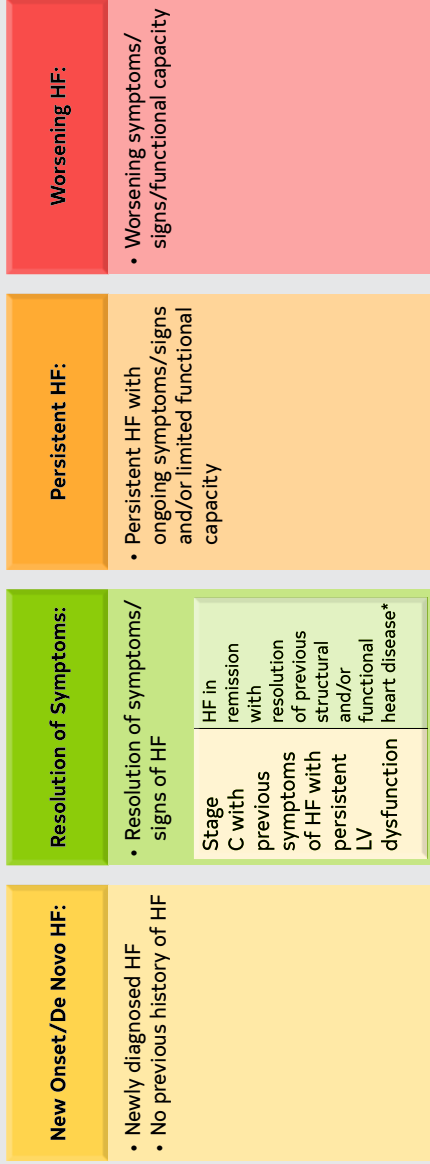 New Onset/De Novo HF:
• Newly diagnosed HF
• No previous history of HF
Resolution of Symptoms:
• Resolution of symptoms/
signs of HF
Stage
C with
previous
symptoms
of HF with
persistent
LV
dysfunction
HF in
remission
with
resolution
of previous
structural
and/or
functional
heart disease*
Persistent HF:
• Persistent HF with
ongoing symptoms/signs
and/or limited functional
capacity
Worsening HF:
• Worsening symptoms/
signs/functional capacity